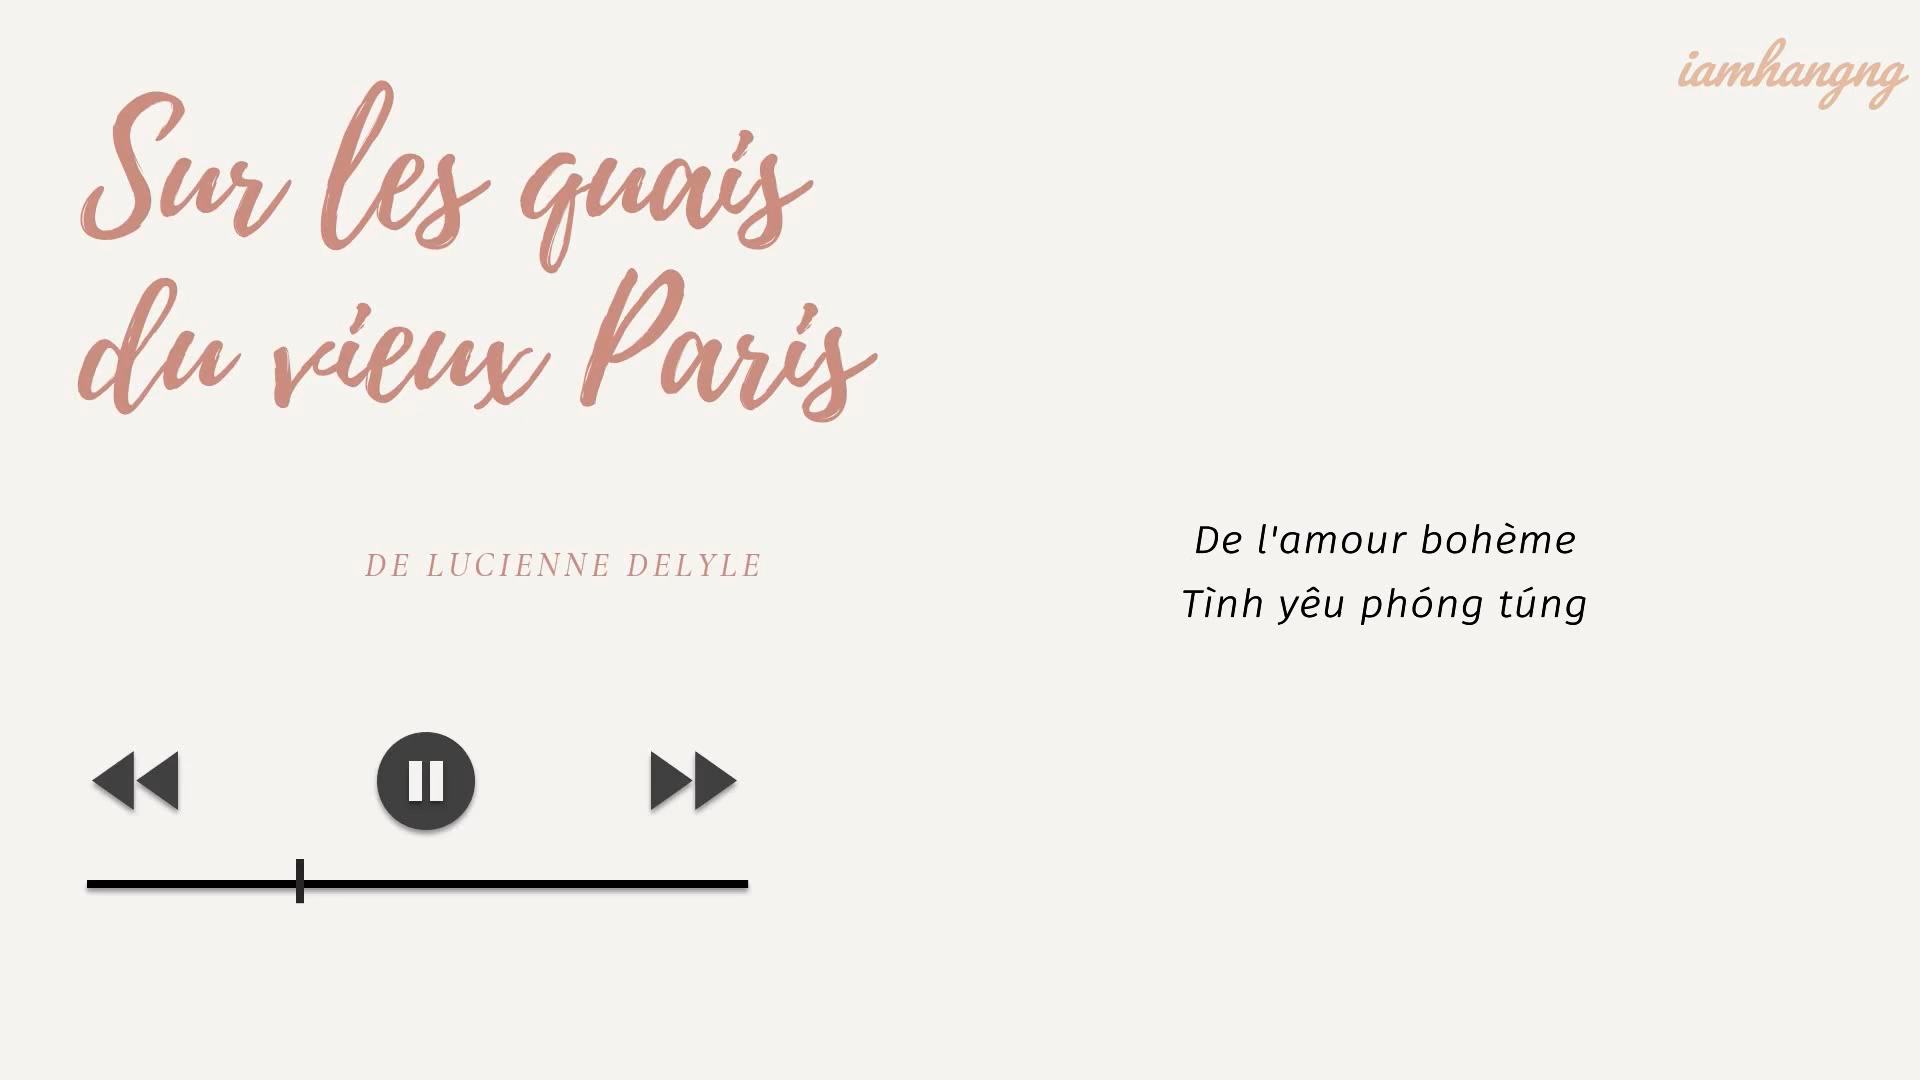 iamhangng
Sur les quais
du vieux Paris
DE LUCIENNE DELYLE
De l'amour bohème
Tình yêu phóng túng